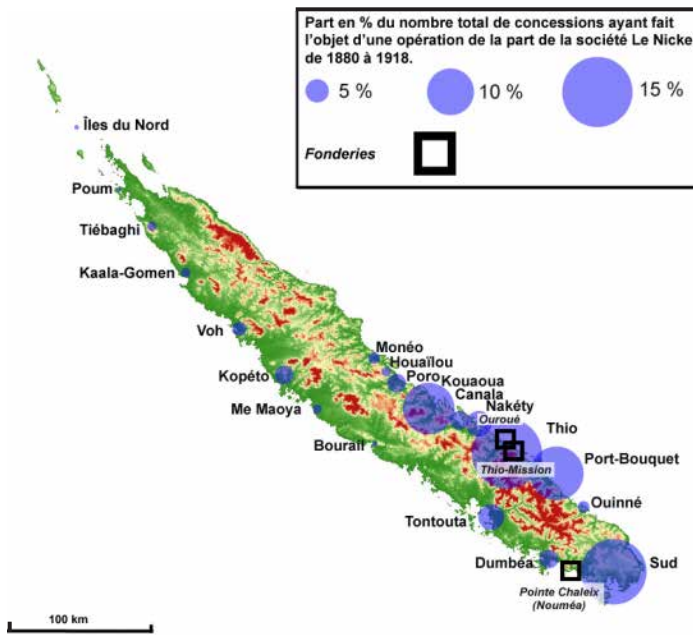 Part en % du nombre total de concessions ayant fait
l'objet d'une opération de la part de la société Le Nicke
de 1880 à 1918.
5 %
10 %
15 %
Fonderies
Îles du Nord
Poum
Tiébaghi
Kaala-Gomen
Voh
Monéo
Houaïlou
Kopéto
Poro
Kouaoua
Canala
Me Maoya
Nakéty
Ouroué
Thio
Bourail
Thio-Mission
Port-Bouquet
Ouinné
Tontouta
Dumbéa
Sud
Pointe Chaleix
(Nouméa)
100 km